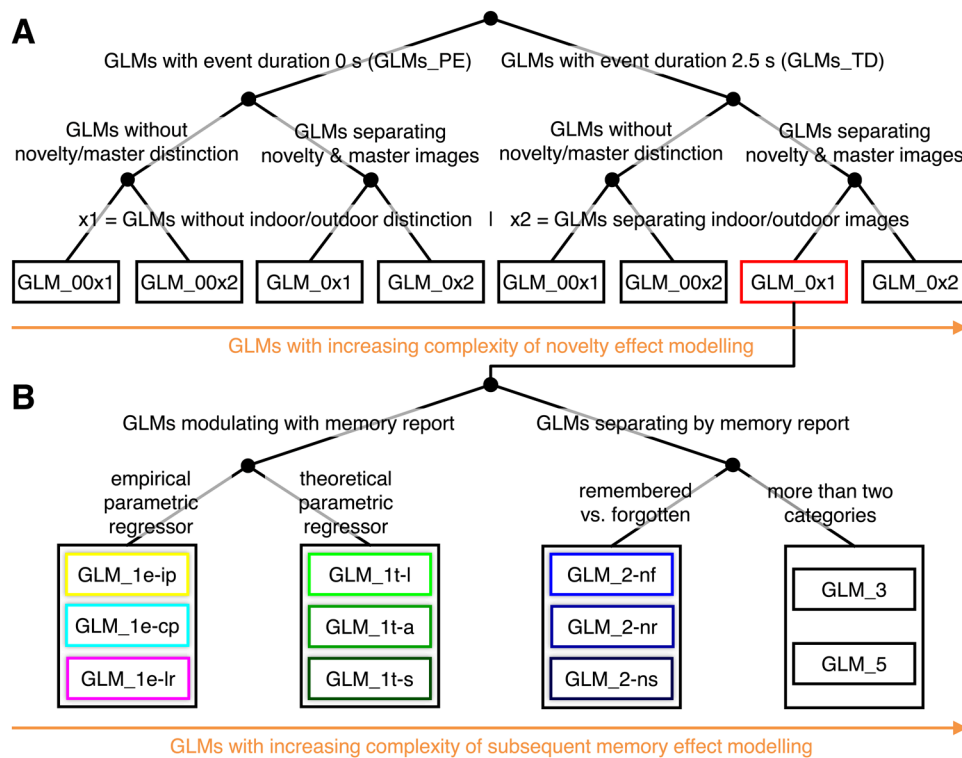 A
GLMs with event duration 0 s (GLMs_PE)
GLMs with event duration 2.5 s (GLMs_TD)
GLMs without
novelty/master distinction
GLMs separating
novelty & master images
GLMs without
novelty/master distinction
GLMs separating
novelty & master images
x1 = GLMs without indoor/outdoor distinction | x2 = GLMs separating indoor/outdoor images
GLM_00x1
GLM_00x2
GLM_0x1
GLM_0x2
GLM_00x1
GLM_00x2
GLM_0x1
GLM_0x2
GLMs with increasing complexity of novelty effect modelling
B
GLMs modulating with memory report
GLMs separating by memory report
empirical
parametric
regressor
theoretical
parametric
regressor
remembered
vs. forgotten
more than two
categories
GLM_1e-ip
GLM_1e-cp
GLM_1e-lr
GLM_1t-l
GLM_1t-a
GLM_1t-s
GLM_2-nf
GLM_2-nr
GLM_2-ns
GLM_3
GLM_5
GLMs with increasing complexity of subsequent memory effect modelling